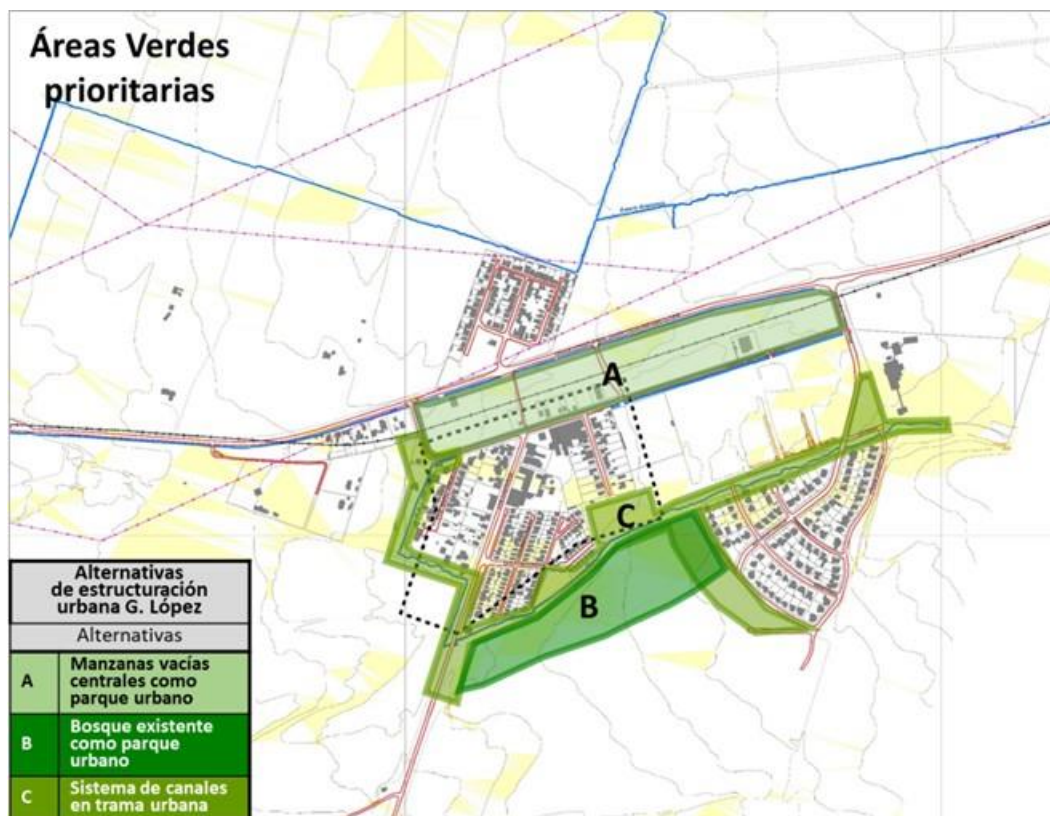 Áreas Verdes
prioritarias
A
C
B
Alternativas
de estructuración
urbana G. López
Alternativas
A
Manzanas vacías
centrales como
parque urbano
B
Bosque existente
como parque
urbano
C
Sistema de canales
en trama urbana